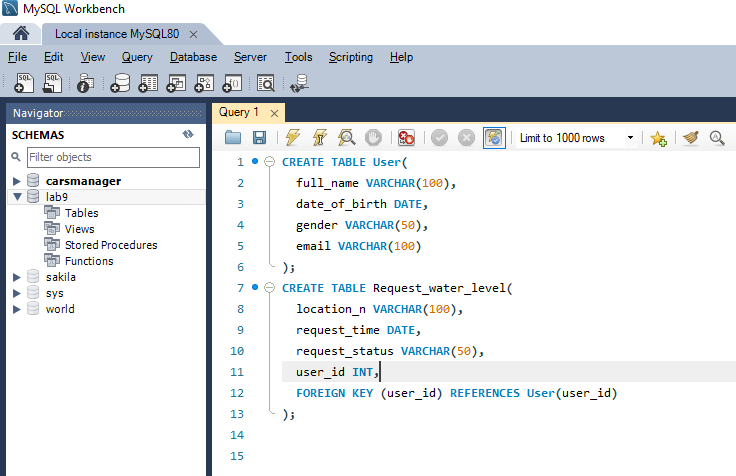 MySQL Workbench
Local instance MySQL80
File Edit View Query Database Server Tools Scripting Help
Navigator
SCHEMAS
Filter objects
carsmanager
lab9
Tables
Views
Stored Procedures
Functions
sakila
sys
world
Query 1
Limit to 1000 rows
1 CREATE TABLE User(
2 full_name VARCHAR(100),
3 date_of_birth DATE,
4 gender VARCHAR(50),
5 email VARCHAR(100)
6 );
7 CREATE TABLE Request_water_level(
8 location_n VARCHAR(100),
9 request_time DATE,
10 request_status VARCHAR(50),
11 user_id INT,
12 FOREIGN KEY (user_id) REFERENCES User(user_id)
13 );
14
15